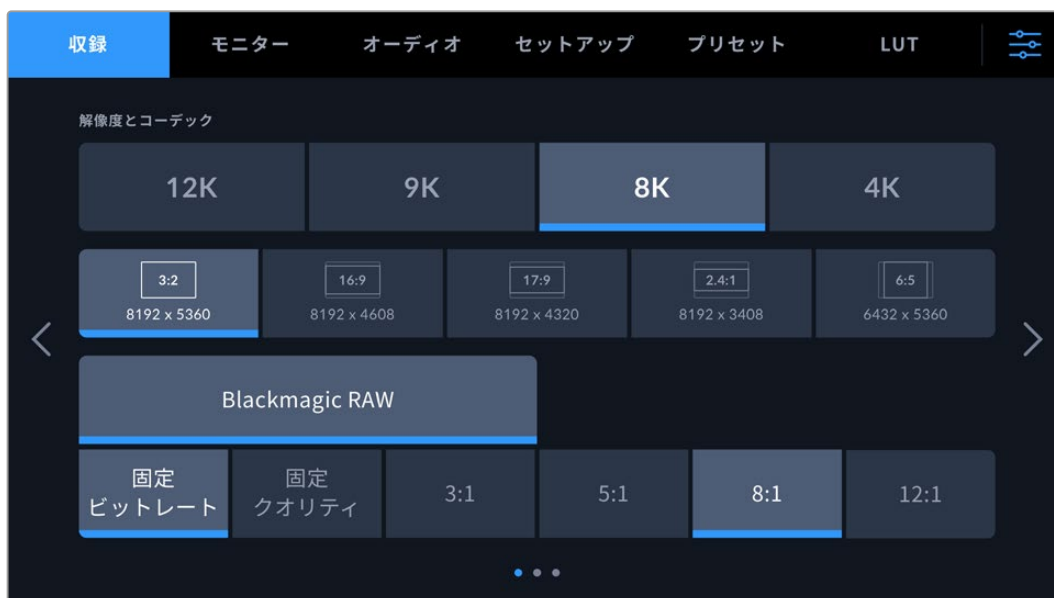 収録 モニター オーディオ セットアップ プリセット LUT
解像度とコーデック
12K 9K 8K 4K
3:2 16:9 17:9 2.4:1 6:5
8192 x 5360 8192 x 4608 8192 x 4320 8192 x 3408 6432 x 5360
Blackmagic RAW
固定 固定
ビットレート クオリティ 3:1 5:1 8:1 12:1